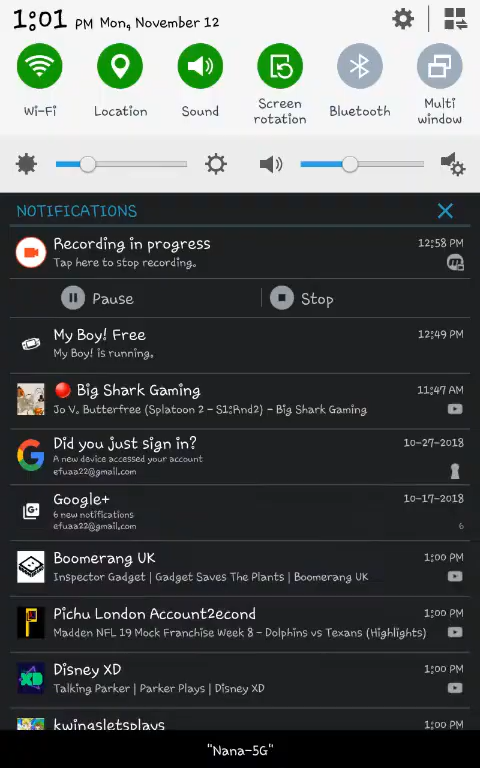 1:01 PM Mon, November 12
Wi-Fi
Location
Sound
Screen rotation
Bluetooth
Multi window
NOTIFICATIONS
Recording in progress 12:58 PM
Tap here to stop recording.
Pause Stop
My Boy! Free 12:49 PM
My Boy! is running.
🔴 Big Shark Gaming 11:47 AM
Jo V. Butterfree (Splatoon 2 - S1:Rnd2) - Big Shark Gaming
Did you just sign in? 10-27-2018
A new device accessed your account
efuaa22@gmail.com
Google+ 10-17-2018
6 new notifications
efuaa22@gmail.com 6
Boomerang UK 1:00 PM
Inspector Gadget | Gadget Saves The Plants | Boomerang UK
Pichu London Account2econd 1:00 PM
Madden NFL 19 Mock Franchise Week 8 - Dolphins vs Texans (Highlights)
Disney XD 1:00 PM
Talking Parker | Parker Plays | Disney XD
kwingsletsplays 1:00 PM
"Nana-5G"